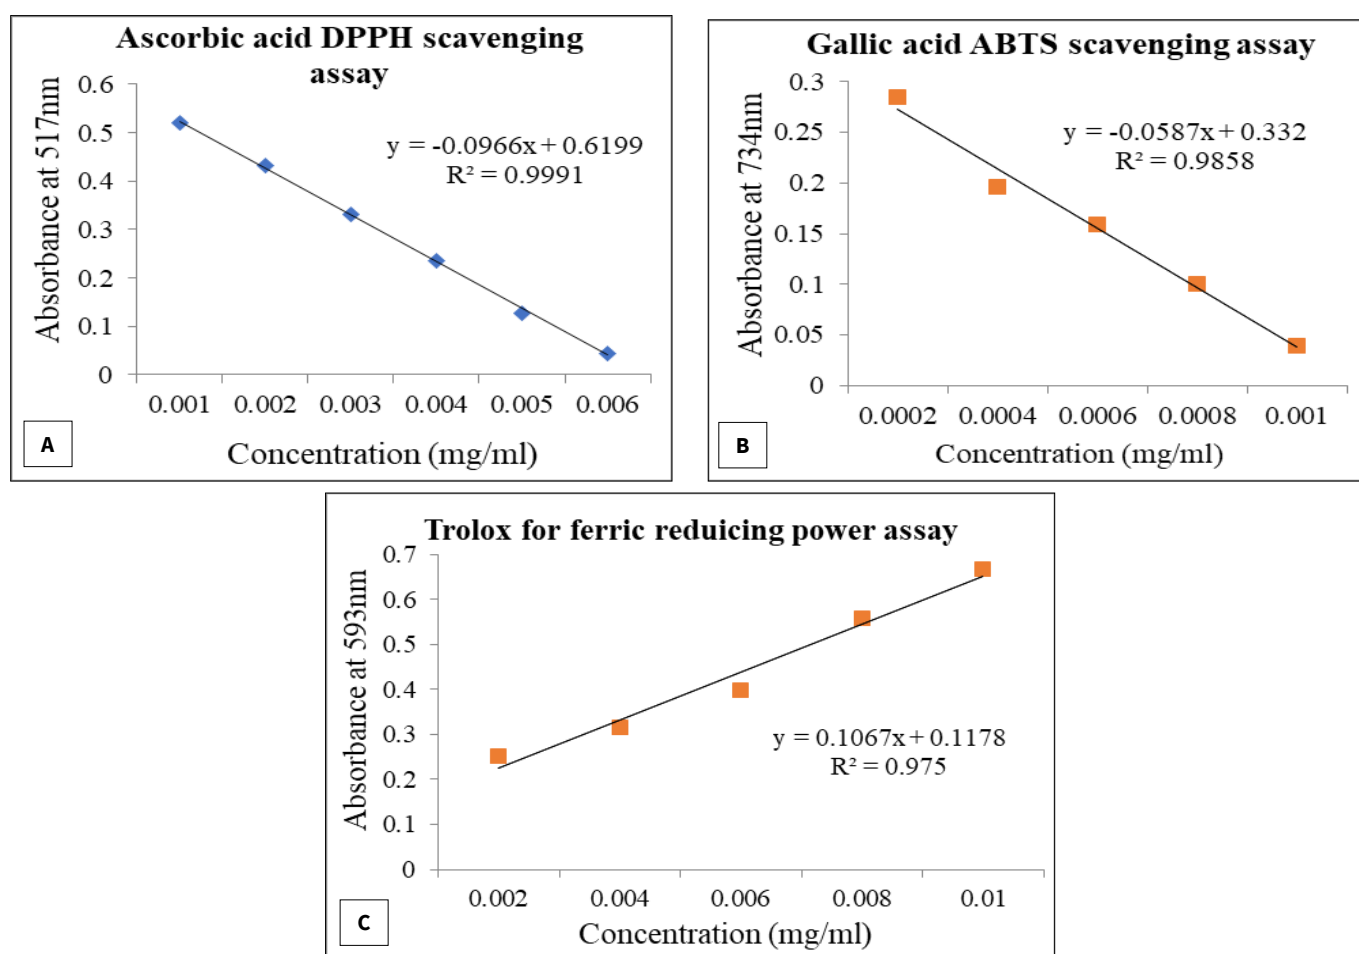 Ascorbic acid DPPH scavenging
assay
Absorbance at 517nm
0.6
0.5
0.4
0.3
0.2
0.1
0
y = -0.0966x + 0.6199
R² = 0.9991
0.001 0.002 0.003 0.004 0.005 0.006
Concentration (mg/ml)
A
Gallic acid ABTS scavenging assay
Absorbance at 734nm
0.3
0.25
0.2
0.15
0.1
0.05
0
y = -0.0587x + 0.332
R² = 0.9858
0.0002 0.0004 0.0006 0.0008 0.001
Concentration (mg/ml)
B
Trolox for ferric reduicing power assay
Absorbance at 593nm
0.7
0.6
0.5
0.4
0.3
0.2
0.1
0
y = 0.1067x + 0.1178
R² = 0.975
0.002 0.004 0.006 0.008 0.01
Concentration (mg/ml)
C